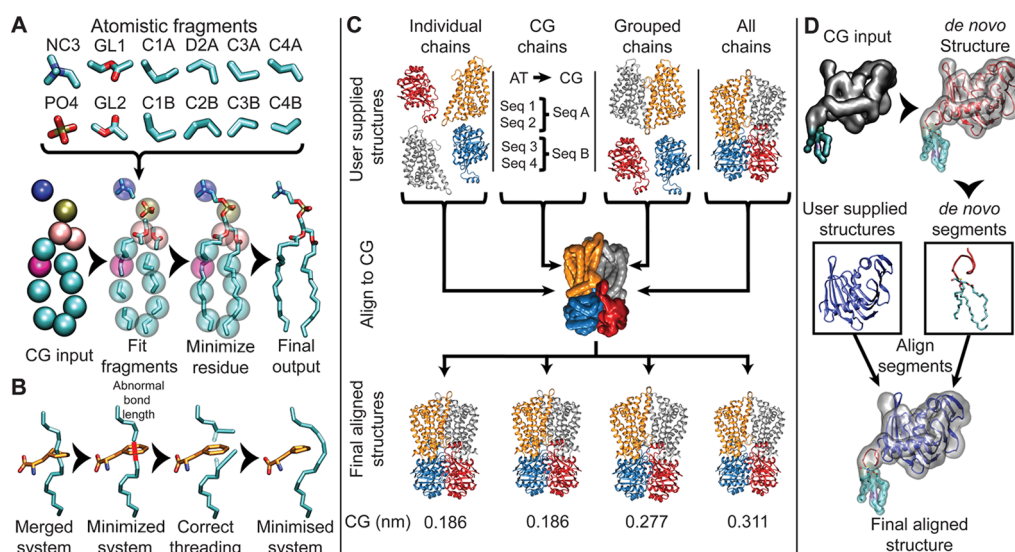 A
Atomistic fragments
NC3 GL1 C1A D2A C3A C4A
PO4 GL2 C1B C2B C3B C4B
CG input
Fit
fragments
Minimize
residue
Final
output
B
Abnormal
bond
length
Merged
system
Minimized
system
Correct
threading
Minimised
system
C
Individual
chains
CG
chains
Grouped
chains
All
chains
User supplied
structures
AT CG
Seq 1
Seq 2
Seq A
Seq 3
Seq 4
Seq B
Align to CG
Final aligned
structures
CG (nm) 0.186 0.186 0.277 0.311
D
CG input
de novo
Structure
User supplied
structures
de novo
segments
Align
segments
Final aligned
structure